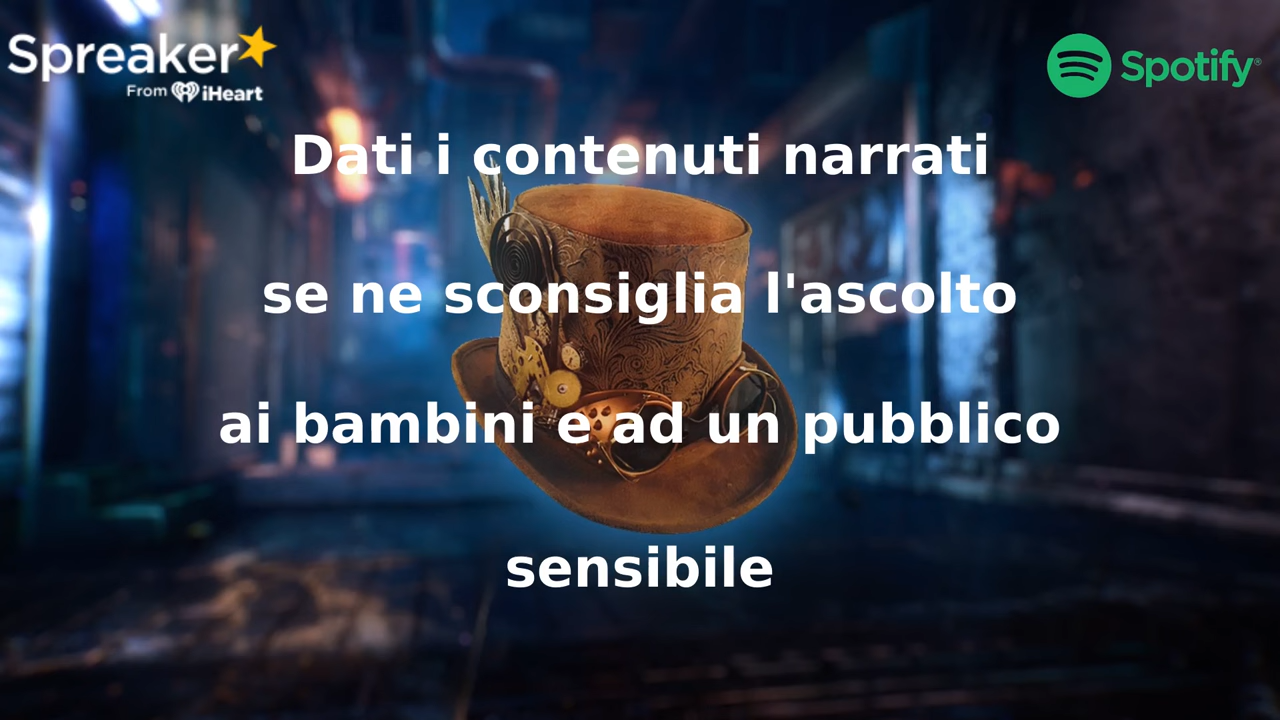 Spreaker
From iHeart
Spotify®
Dati i contenuti narrati
se ne sconsiglia l'ascolto
ai bambini e ad un pubblico
sensibile